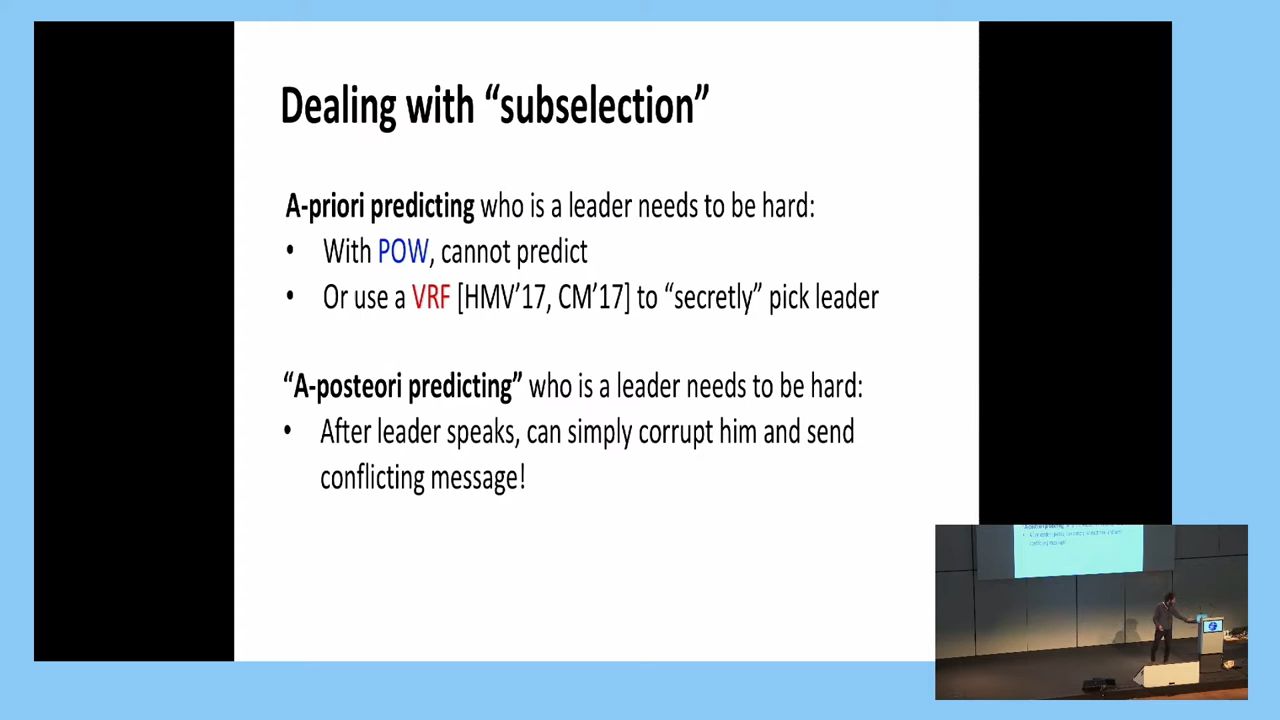 Dealing with “subselection”
A-priori predicting who is a leader needs to be hard:
• With POW, cannot predict
• Or use a VRF [HMV’17, CM’17] to “secretly” pick leader
“A-posteori predicting” who is a leader needs to be hard:
• After leader speaks, can simply corrupt him and send
conflicting message!